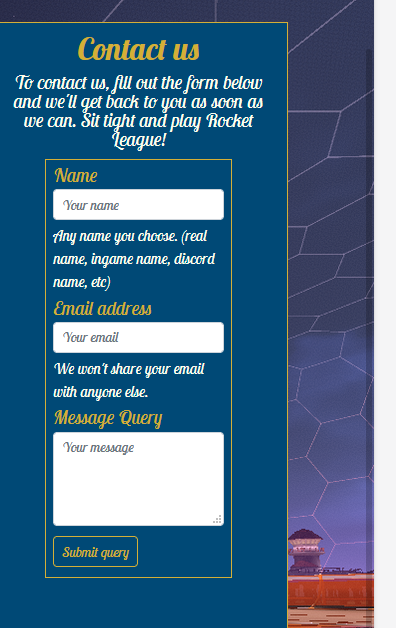 Contact us
To contact us, fill out the form below
and we'll get back to you as soon as
we can. Sit tight and play Rocket
League!
Name
Your name
Any name you choose. (real
name, ingame name, discord
name, etc)
Email address
Your email
We won't share your email
with anyone else.
Message Query
Your message
Submit query